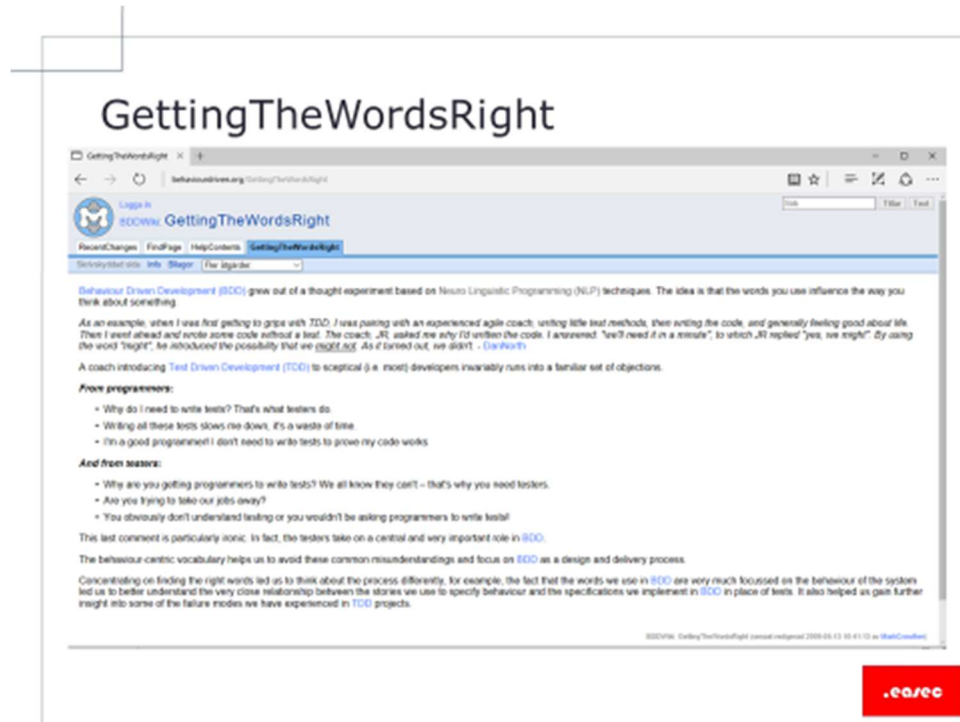 GettingTheWordsRight
GettingTheWordsRight
behaviourdriven.org/GettingTheWordsRight
Logga in
Sök
Titlar Text
BDDWiki: GettingTheWordsRight
RecentChanges FindPage HelpContents GettingTheWordsRight
Skrivskyddad sida Info Bilagor Fler åtgärder
Behaviour Driven Development (BDD) grew out of a thought experiment based on Neuro Linguistic Programming (NLP) techniques. The idea is that the words you use influence the way you
think about something.
As an example, when I was first getting to grips with TDD, I was pairing with an experienced agile coach, writing little test methods, then writing the code, and generally feeling good about life.
Then I went ahead and wrote some code without a test. The coach, JR, asked me why I'd written the code. I answered, "we'll need it in a minute", to which JR replied "yes, we might". By using
the word "might", he introduced the possibility that we might not. As it turned out, we didn't. - DanNorth
A coach introducing Test Driven Development (TDD) to sceptical (i.e. most) developers invariably runs into a familiar set of objections.
From programmers:
• Why do I need to write tests? That's what testers do.
• Writing all these tests slows me down, it's a waste of time.
• I'm a good programmer! I don't need to write tests to prove my code works
And from testers:
• Why are you getting programmers to write tests? We all know they can't – that's why you need testers.
• Are you trying to take our jobs away?
• You obviously don't understand testing or you wouldn't be asking programmers to write tests!
This last comment is particularly ironic. In fact, the testers take on a central and very important role in BDD.
The behaviour-centric vocabulary helps us to avoid these common misunderstandings and focus on BDD as a design and delivery process.
Concentrating on finding the right words led us to think about the process differently, for example, the fact that the words we use in BDD are very much focussed on the behaviour of the system
led us to better understand the very close relationship between the stories we use to specify behaviour and the specifications we implement in BDD in place of tests. It also helped us gain further
insight into some of the failure modes we have experienced in TDD projects.
BDDWiki: GettingTheWordsRight (senast redigerad
.easec